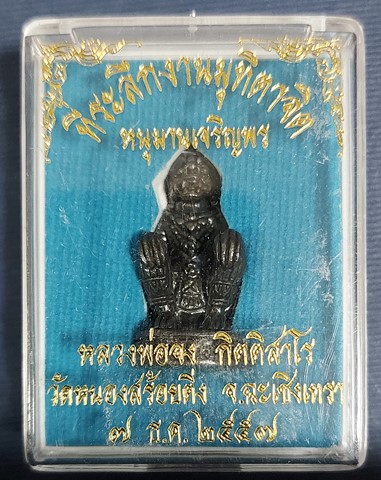 ที่ระลึกงานมุทิตาจิต
หนุมานเจริญพร
หลวงพ่อจง กิตติสาโร
วัดหนองสร้อยติ่ง จ.ฉะเชิงเทรา
๗ ธ.ค. ๒๕๕๗